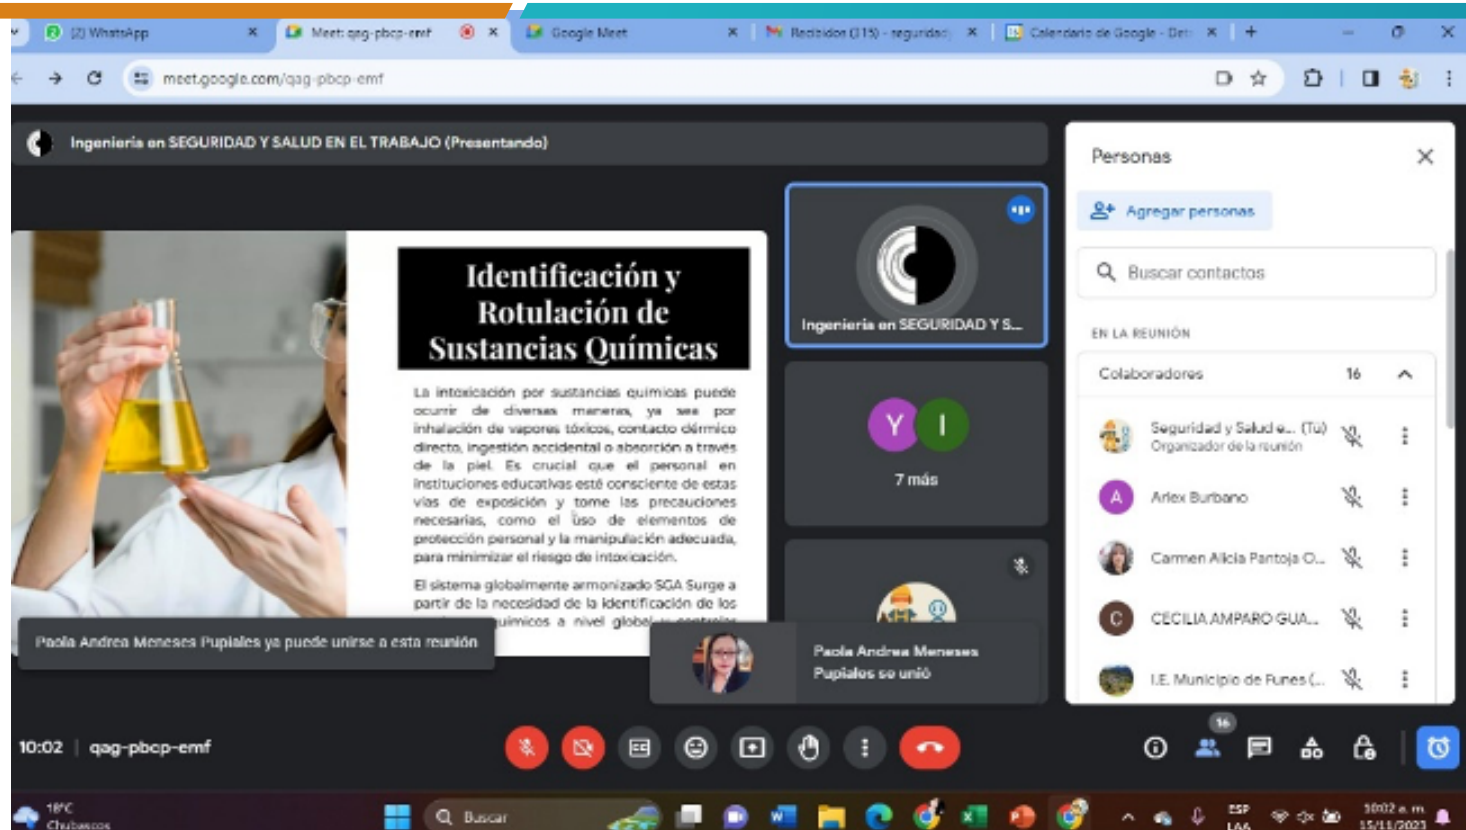 (2) WhatsApp
Meet: qag-pbcp-emf
Google Meet
Recibidos (315) - seguridad
Calendario de Google - Det
meet.google.com/qag-pbcp-emf
Ingeniería en SEGURIDAD Y SALUD EN EL TRABAJO (Presentando)
Identificación y
Rotulación de
Sustancias Químicas
La intoxicación por sustancias químicas puede
ocurrir de diversas maneras, ya sea por
inhalación de vapores tóxicos, contacto dérmico
directo, ingestión accidental o absorción a través
de la piel. Es crucial que el personal en
instituciones educativas esté consciente de estas
vías de exposición y tome las precauciones
necesarias, como el uso de elementos de
protección personal y la manipulación adecuada,
para minimizar el riesgo de intoxicación.
El sistema globalmente armonizado SGA Surge a
partir de la necesidad de la identificación de los
químicos a nivel global y controlar
Paola Andrea Meneses Pupiales ya puede unirse a esta reunión
Ingeniería en SEGURIDAD Y S...
Y I
7 más
Paola Andrea Meneses
Pupiales se unió
Personas
Agregar personas
Buscar contactos
EN LA REUNIÓN
Colaboradores 16
Seguridad y Salud e... (Tú)
Organizador de la reunión
A Arlex Burbano
Carmen Alicia Pantoja O...
C CECILIA AMPARO GUA...
I.E. Municipio de Funes (...
10:02 | qag-pbcp-emf
16
18°C
Chubascos
Buscar
ESP
LAA
10:02 a. m.
15/11/2023